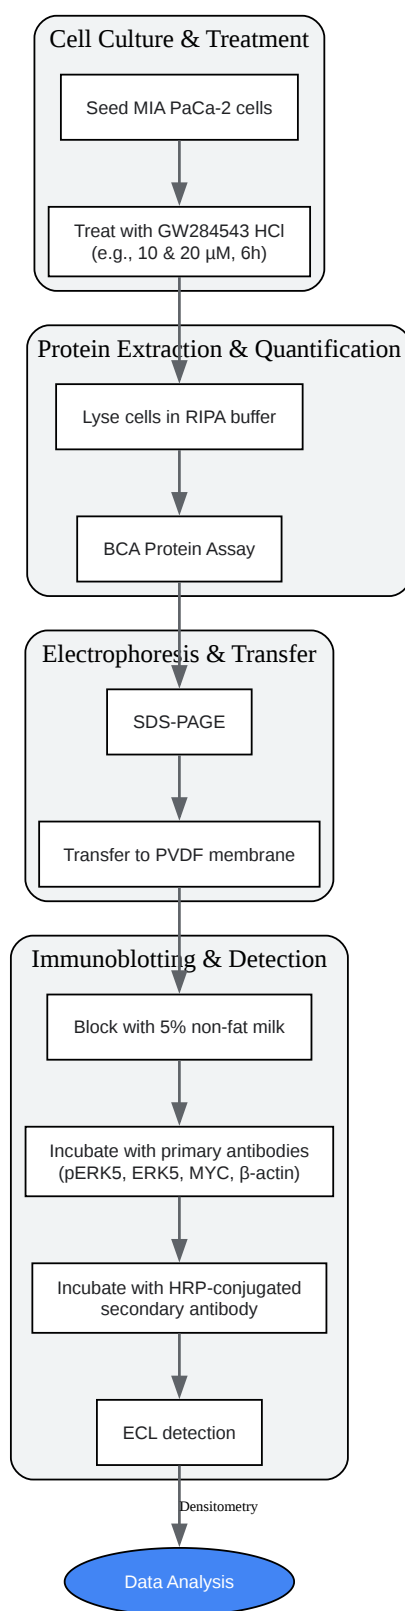 Cell Culture & Treatment
Seed MIA PaCa-2 cells
Treat with GW284543 HCl
(e.g., 10 & 20 µM, 6h)
Protein Extraction & Quantification
Lyse cells in RIPA buffer
BCA Protein Assay
Electrophoresis & Transfer
SDS-PAGE
Transfer to PVDF membrane
Immunoblotting & Detection
Block with 5% non-fat milk
Incubate with primary antibodies
(pERK5, ERK5, MYC, β-actin)
Incubate with HRP-conjugated
secondary antibody
ECL detection
Densitometry
Data Analysis